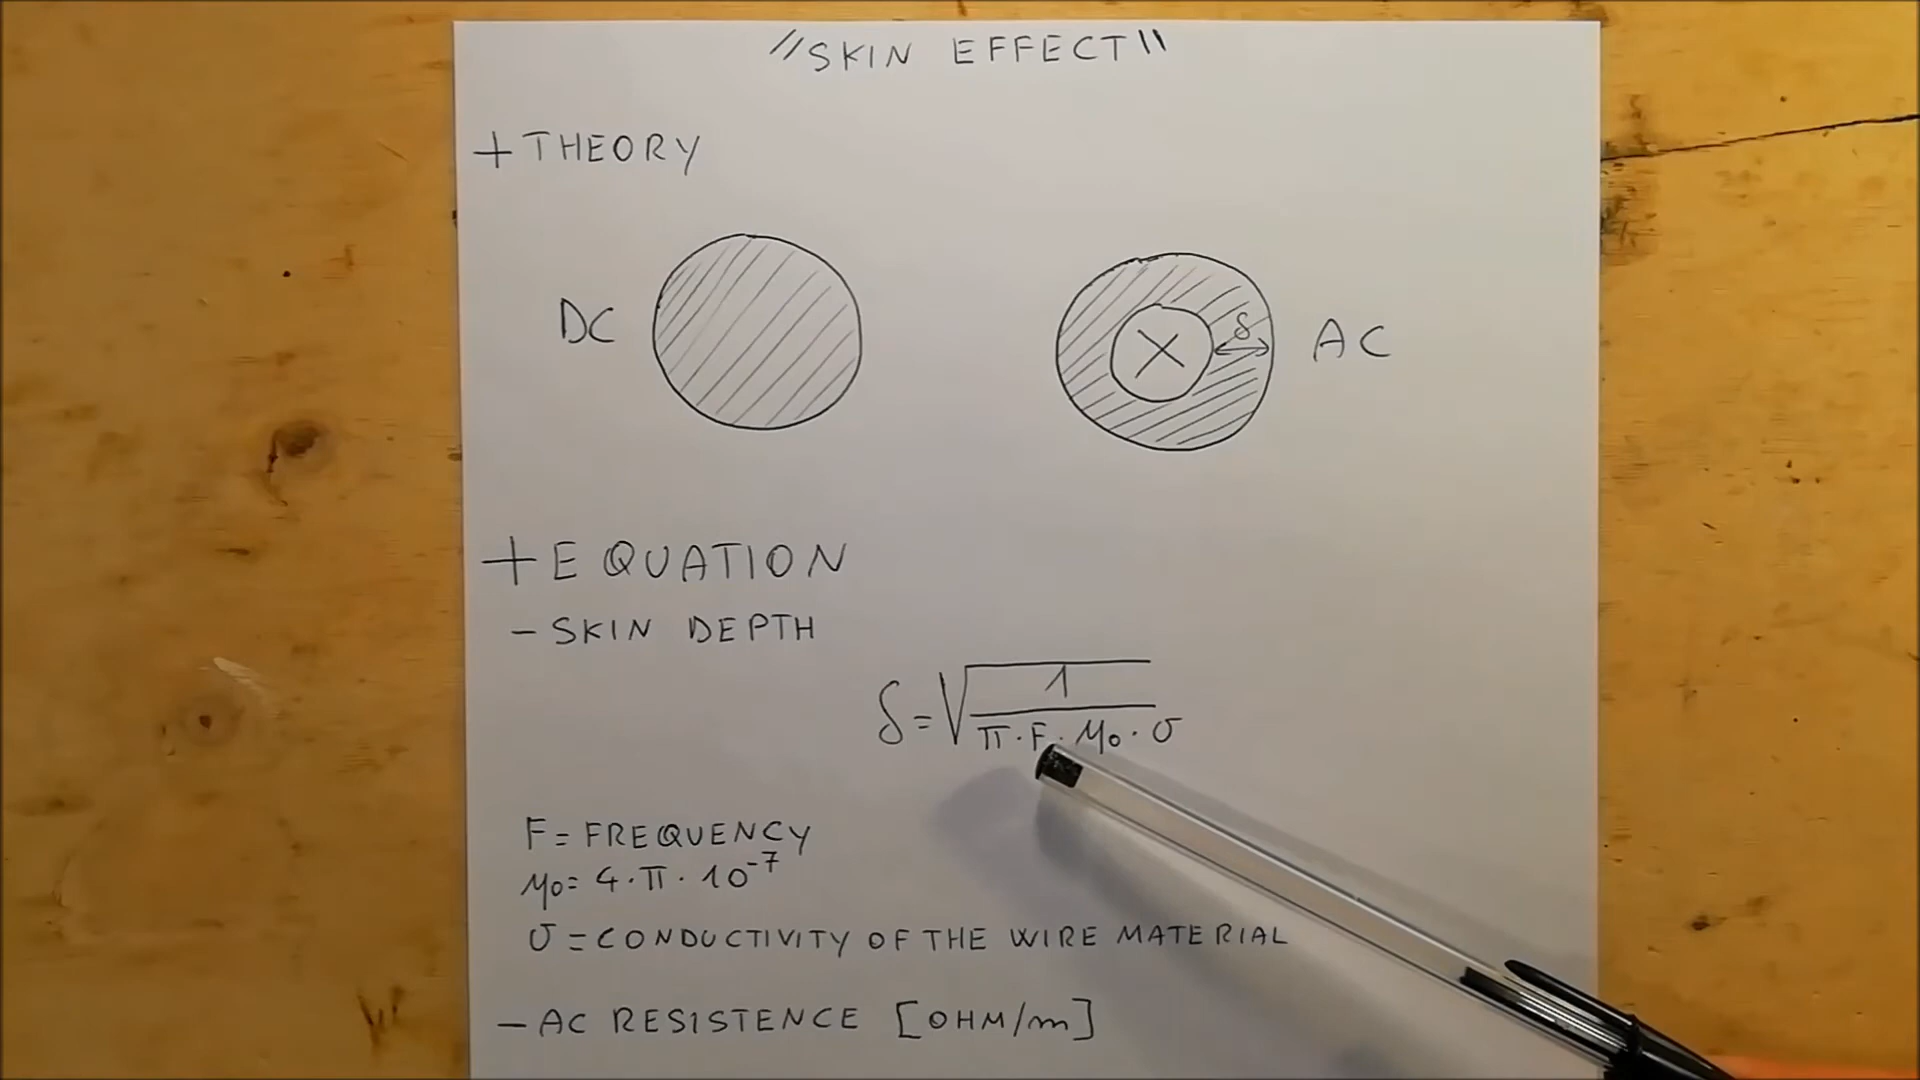 "SKIN EFFECT"
+ THEORY
DC
δ
AC
+ EQUATION
- SKIN DEPTH
δ = √(1 / (π · F · μ0 · σ))
F = FREQUENCY
μ0 = 4 · π · 10⁻⁷
σ = CONDUCTIVITY OF THE WIRE MATERIAL
- AC RESISTENCE [OHM/m]